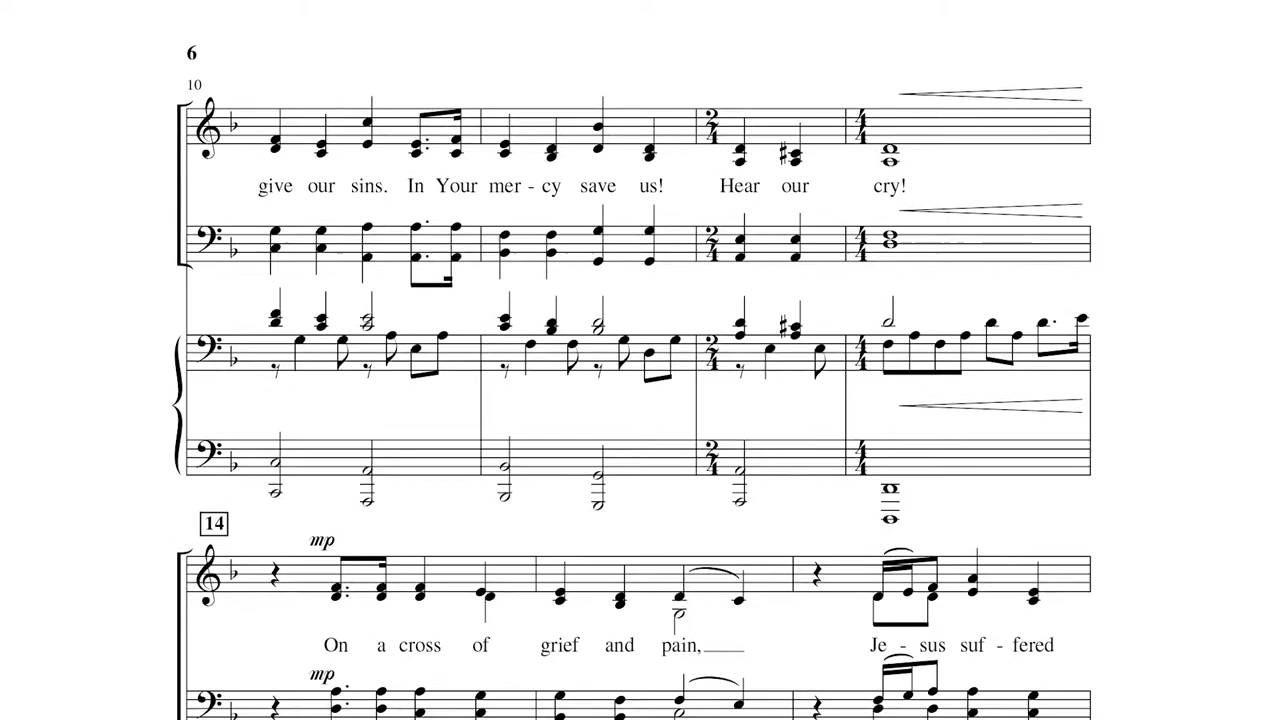 6
10
give our sins. In Your mer - cy save us! Hear our cry!
14
mp
On a cross of grief and pain, Je - sus suf - fered
mp